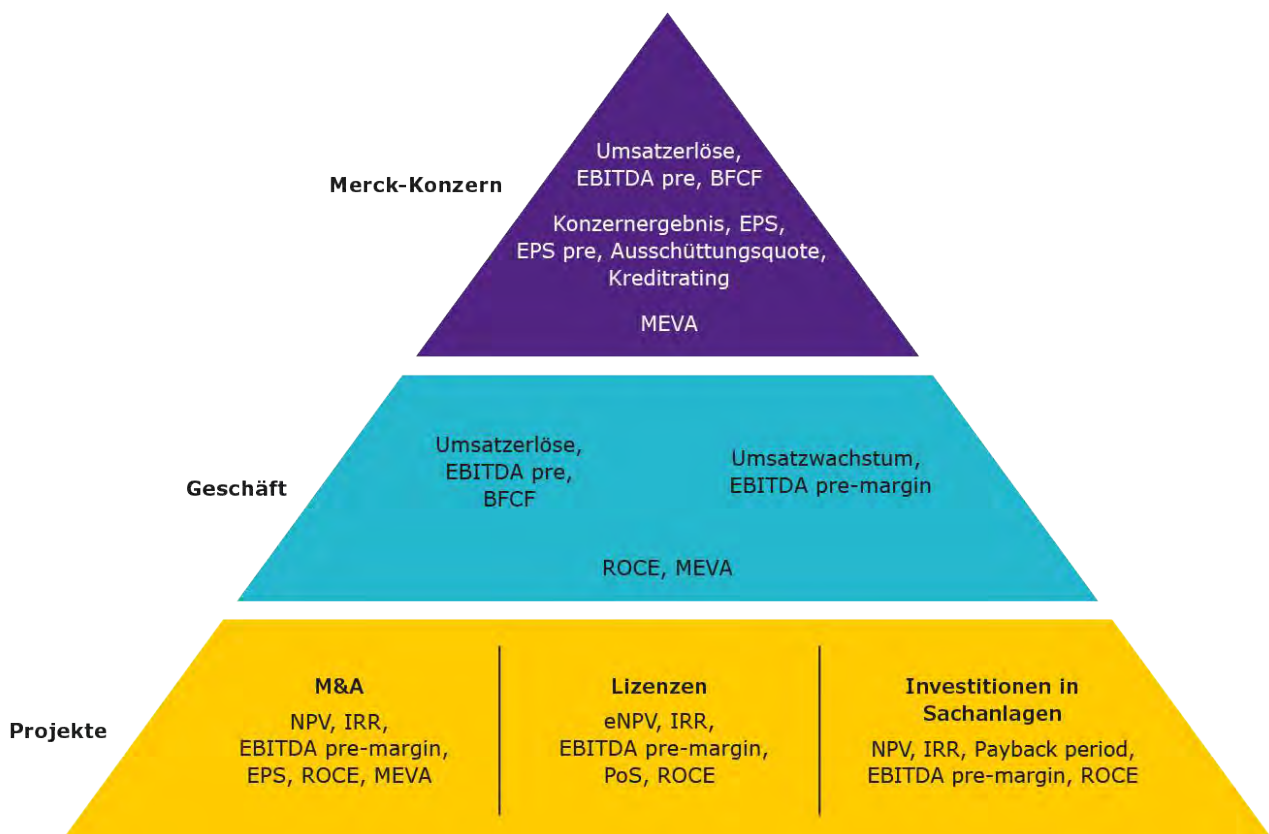 Merck-Konzern
Umsatzerlöse,
EBITDA pre, BFCF
Konzernergebnis, EPS,
EPS pre, Ausschüttungsquote,
Kreditrating
MEVA
Geschäft
Umsatzerlöse,
EBITDA pre,
BFCF
Umsatzwachstum,
EBITDA pre-margin
ROCE, MEVA
Projekte
M&A
NPV, IRR,
EBITDA pre-margin,
EPS, ROCE, MEVA
Lizenzen
eNPV, IRR,
EBITDA pre-margin,
PoS, ROCE
Investitionen in
Sachanlagen
NPV, IRR, Payback period,
EBITDA pre-margin, ROCE